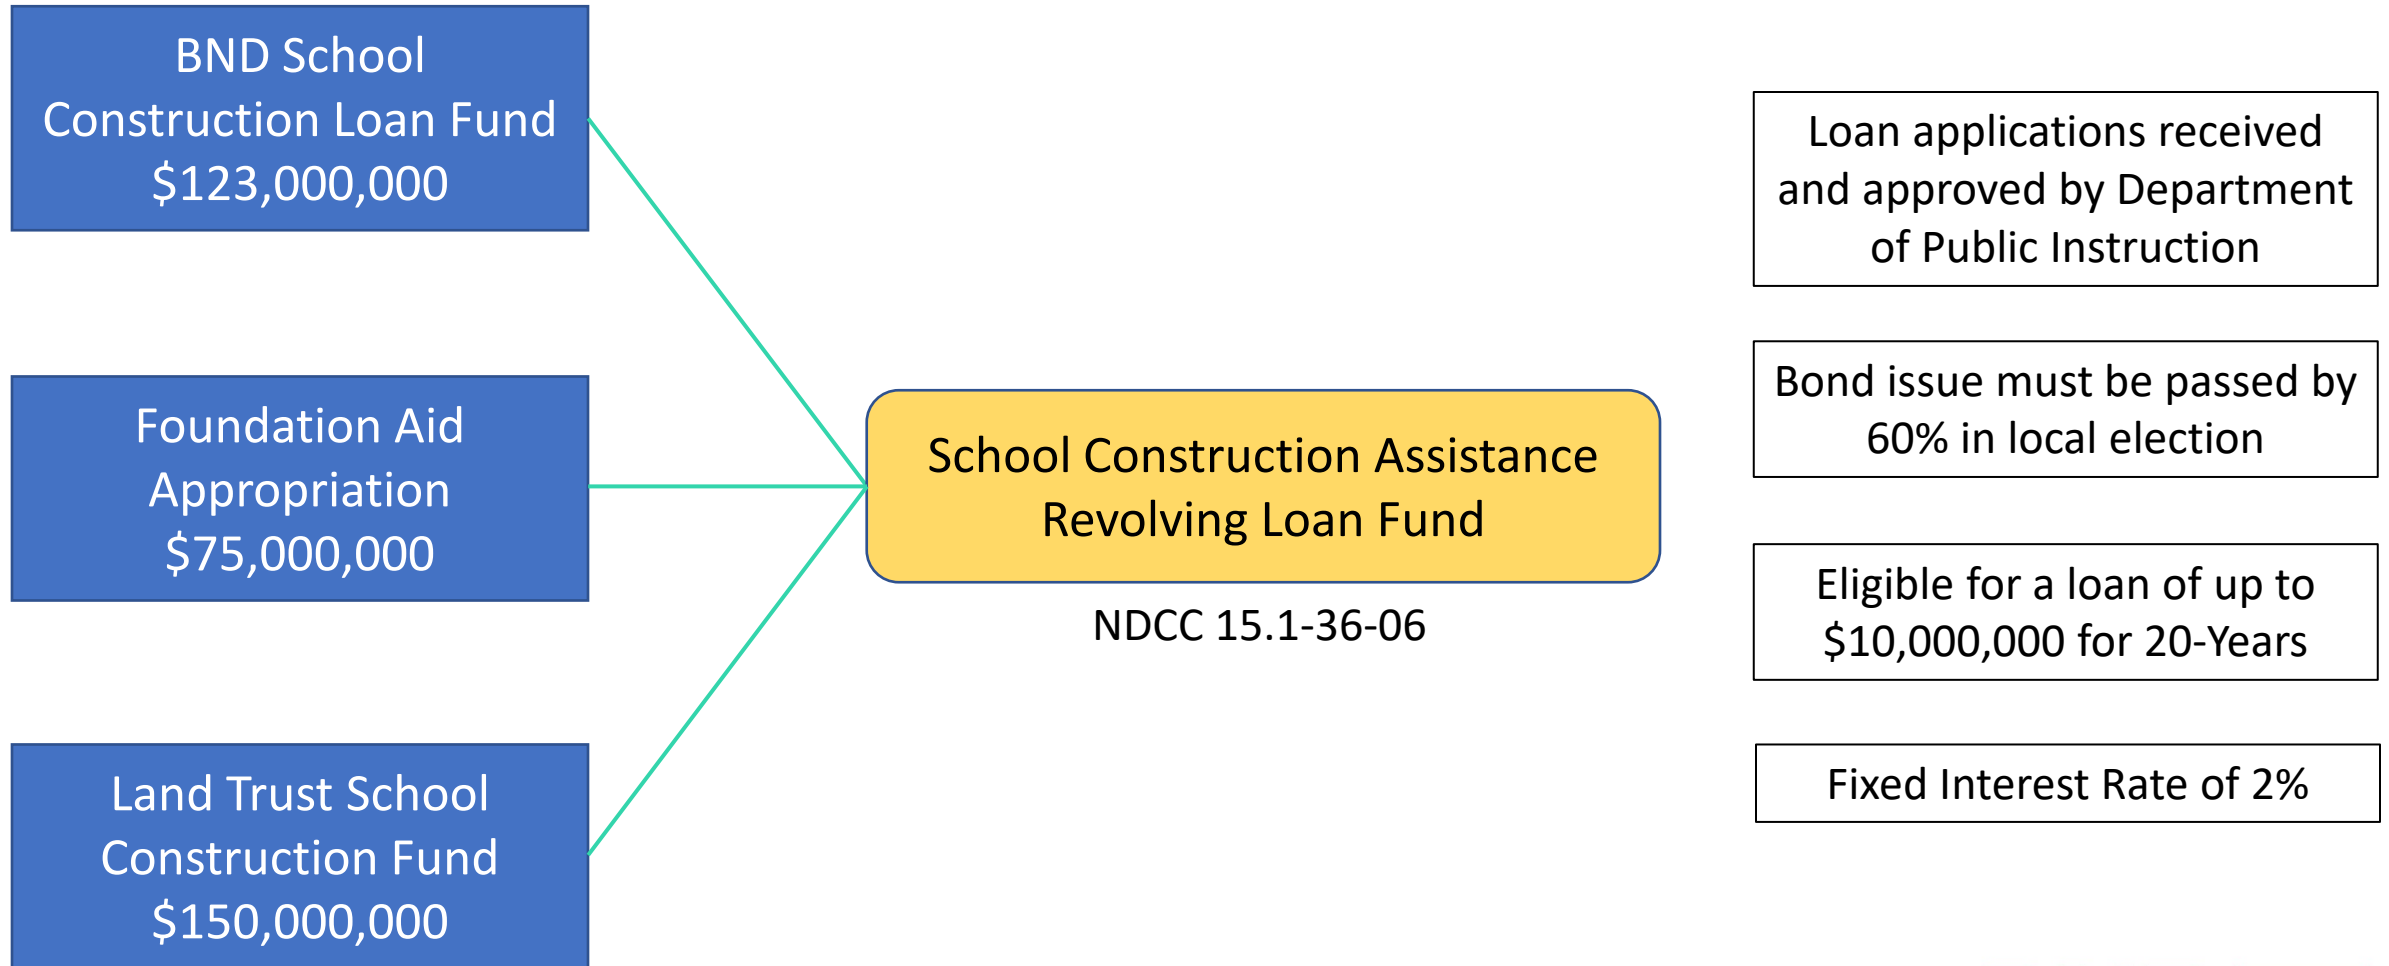 BND School
Construction Loan Fund
$123,000,000
Foundation Aid
Appropriation
$75,000,000
Land Trust School
Construction Fund
$150,000,000
School Construction Assistance
Revolving Loan Fund
NDCC 15.1-36-06
Loan applications received
and approved by Department
of Public Instruction
Bond issue must be passed by
60% in local election
Eligible for a loan of up to
$10,000,000 for 20-Years
Fixed Interest Rate of 2%